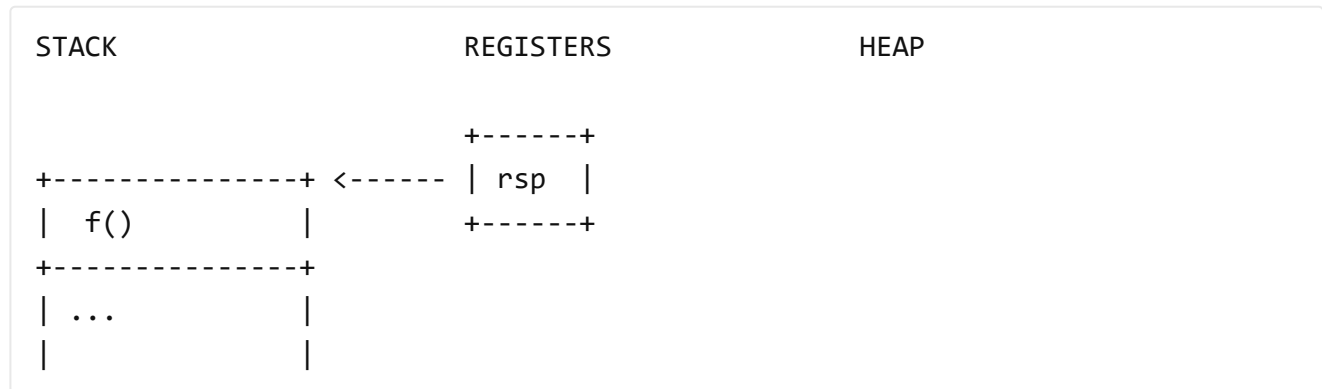 STACK                    REGISTERS              HEAP
                         +------+
+---------------+ <------ | rsp  |
|  f()          |         +------+
+---------------+
| ...           |
|               |